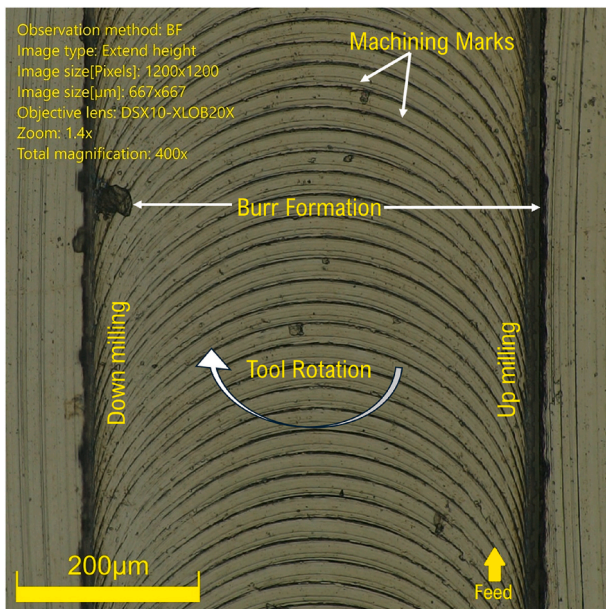 Observation method: BF
Image type: Extend height
Image size[Pixels]: 1200x1200
Image size[µm]: 667x667
Objective lens: DSX10-XLOB20X
Zoom: 1.4x
Total magnification: 400x
Machining Marks
Burr Formation
Down milling
Tool Rotation
Up milling
200µm
Feed